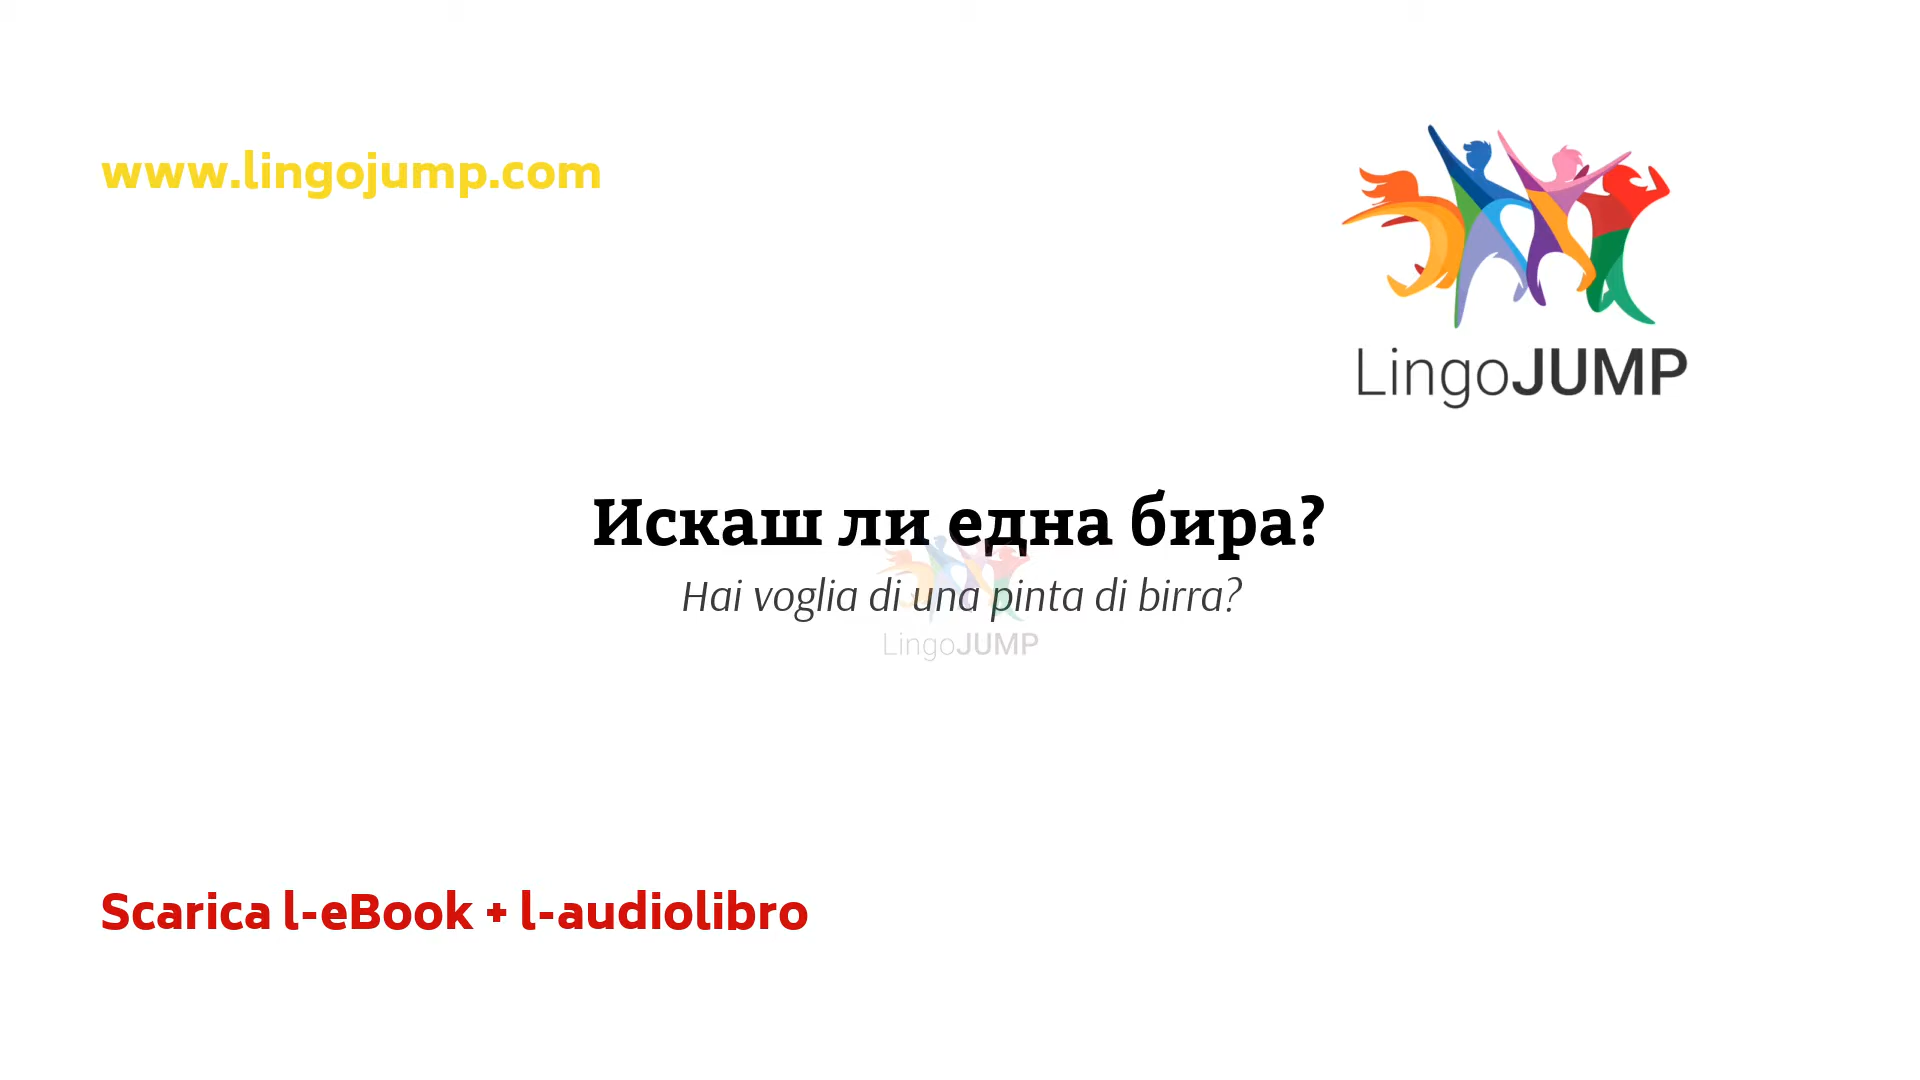 www.lingojump.com
LingoJUMP
Искаш ли една бира?
Hai voglia di una pinta di birra?
LingoJUMP
Scarica l-eBook + l-audiolibro